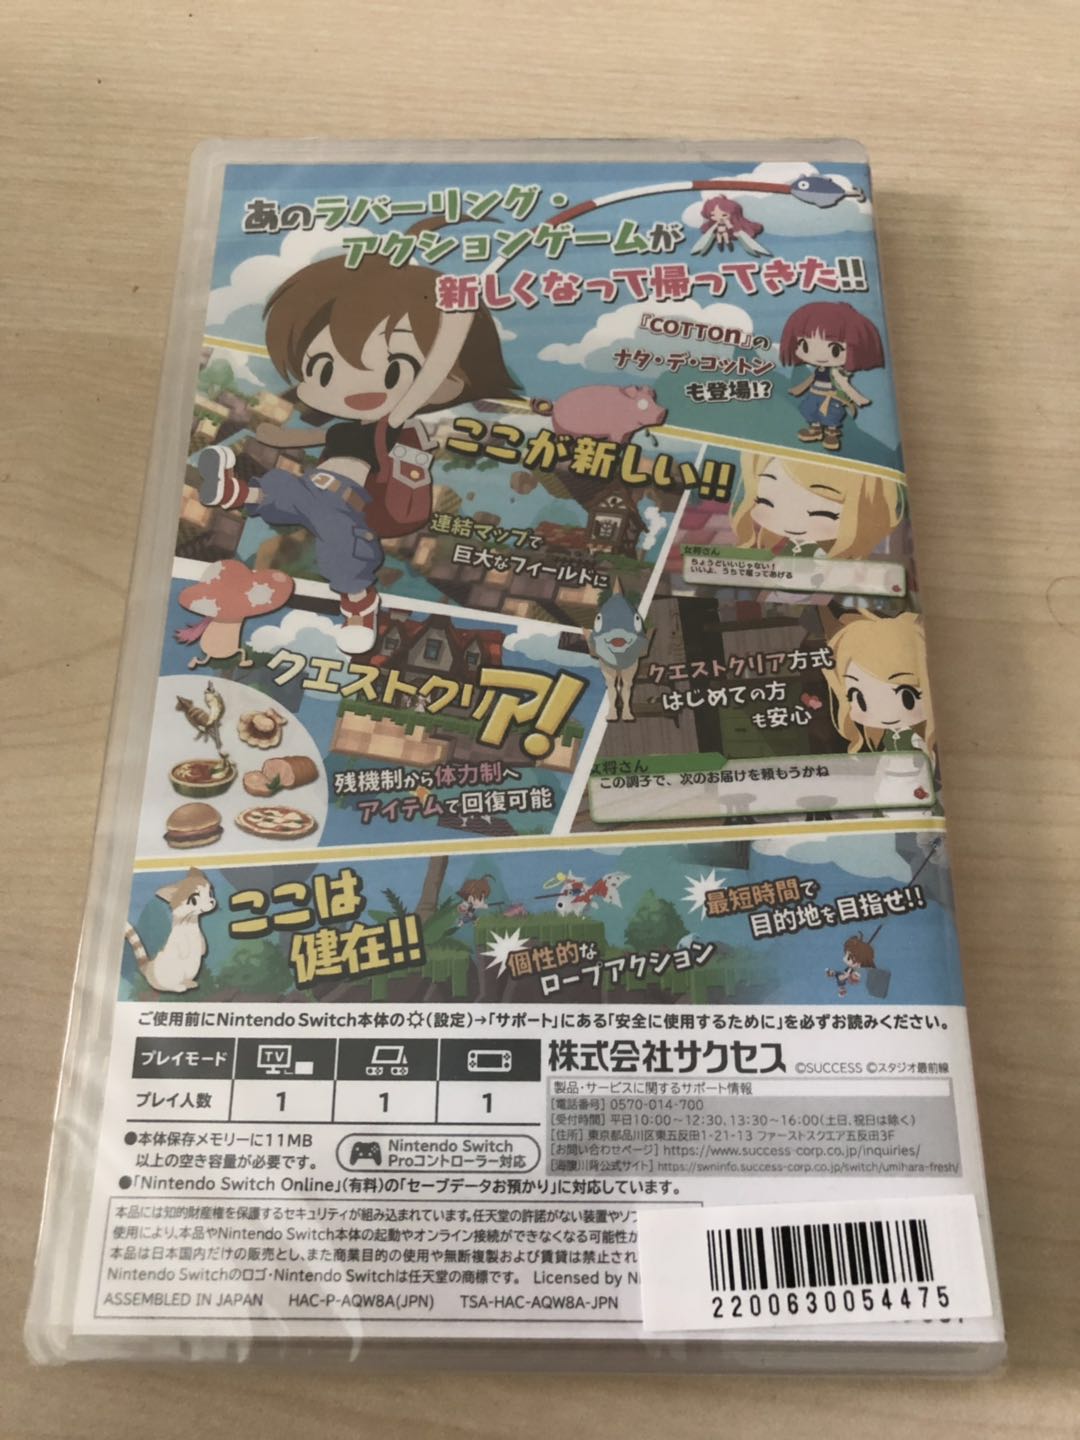 あのラバーリング・
アクションゲームが
新しくなって帰ってきた!!
『COTTOn』の
ナタ・デ・コットン
も登場!?
ここが新しい!!
連結マップで
巨大なフィールドに
女将さん
ちょうどいいじゃない!
いいよ、うちで雇ってあげる
クエストクリア!
残機制から体力制へ
アイテムで回復可能
クエストクリア方式
はじめての方
も安心
女将さん
この調子で、次のお届けを頼もうかね
ここは
健在!!
個性的な
ロープアクション
最短時間で
目的地を目指せ!!
ご使用前にNintendo Switch本体の(設定)→「サポート」にある「安全に使用するために」を必ずお読みください。
プレイモード TV
プレイ人数 1 1 1
●本体保存メモリーに11MB
以上の空き容量が必要です。
Nintendo Switch
Proコントローラー対応
●「Nintendo Switch Online」(有料)の「セーブデータお預かり」に対応しています。
株式会社サクセス ©SUCCESS ©スタジオ最前線
製品・サービスに関するサポート情報
[電話番号] 0570-014-700
[受付時間] 平日10:00~12:30、13:30~16:00(土日、祝日は除く)
[住所] 東京都品川区東五反田1-21-13 ファーストスクエア五反田3F
[お問い合わせページ] https://www.success-corp.co.jp/inquiries/
[海腹川背公式サイト] https://swninfo.success-corp.co.jp/switch/umihara-fresh/
本品には知的財産権を保護するセキュリティが組み込まれています。任天堂の許諾がない装置やソフ
使用により、本品やNintendo Switch本体の起動やオンライン接続ができなくなる可能性が
本品は日本国内だけの販売とし、また商業目的の使用や無断複製および賃貸は禁止され
Nintendo Switchのロゴ・Nintendo Switchは任天堂の商標です。 Licensed by Ni
ASSEMBLED IN JAPAN HAC-P-AQW8A(JPN) TSA-HAC-AQW8A-JPN
2200630054475